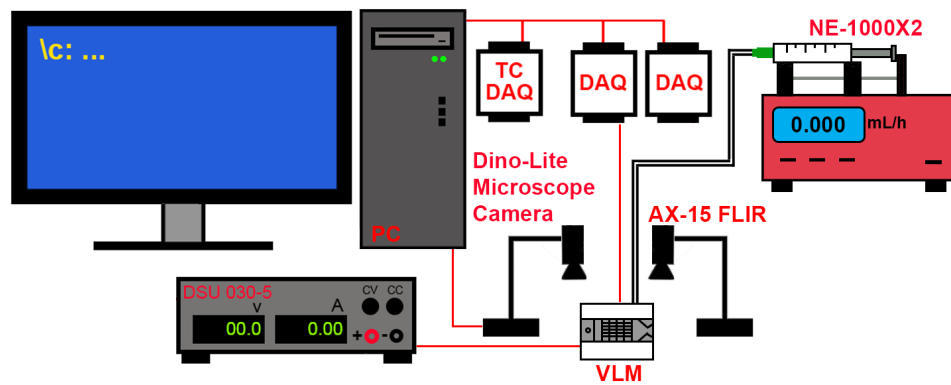 \c: ...
PC
TC
DAQ
DAQ
DAQ
NE-1000X2
0.000
mL/h
Dino-Lite
Microscope
Camera
AX-15 FLIR
DSU 030-5
CV CC
V A
00.0
0.00
+ -
VLM